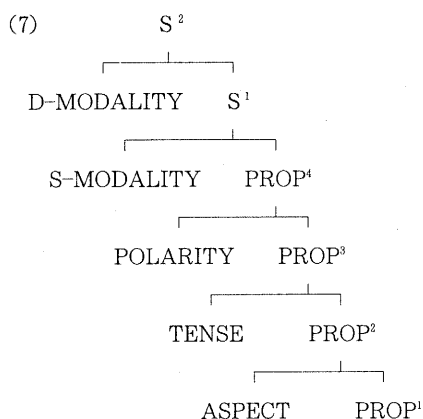 (7) S²
D-MODALITY S¹
S-MODALITY PROP⁴
POLARITY PROP³
TENSE PROP²
ASPECT PROP¹